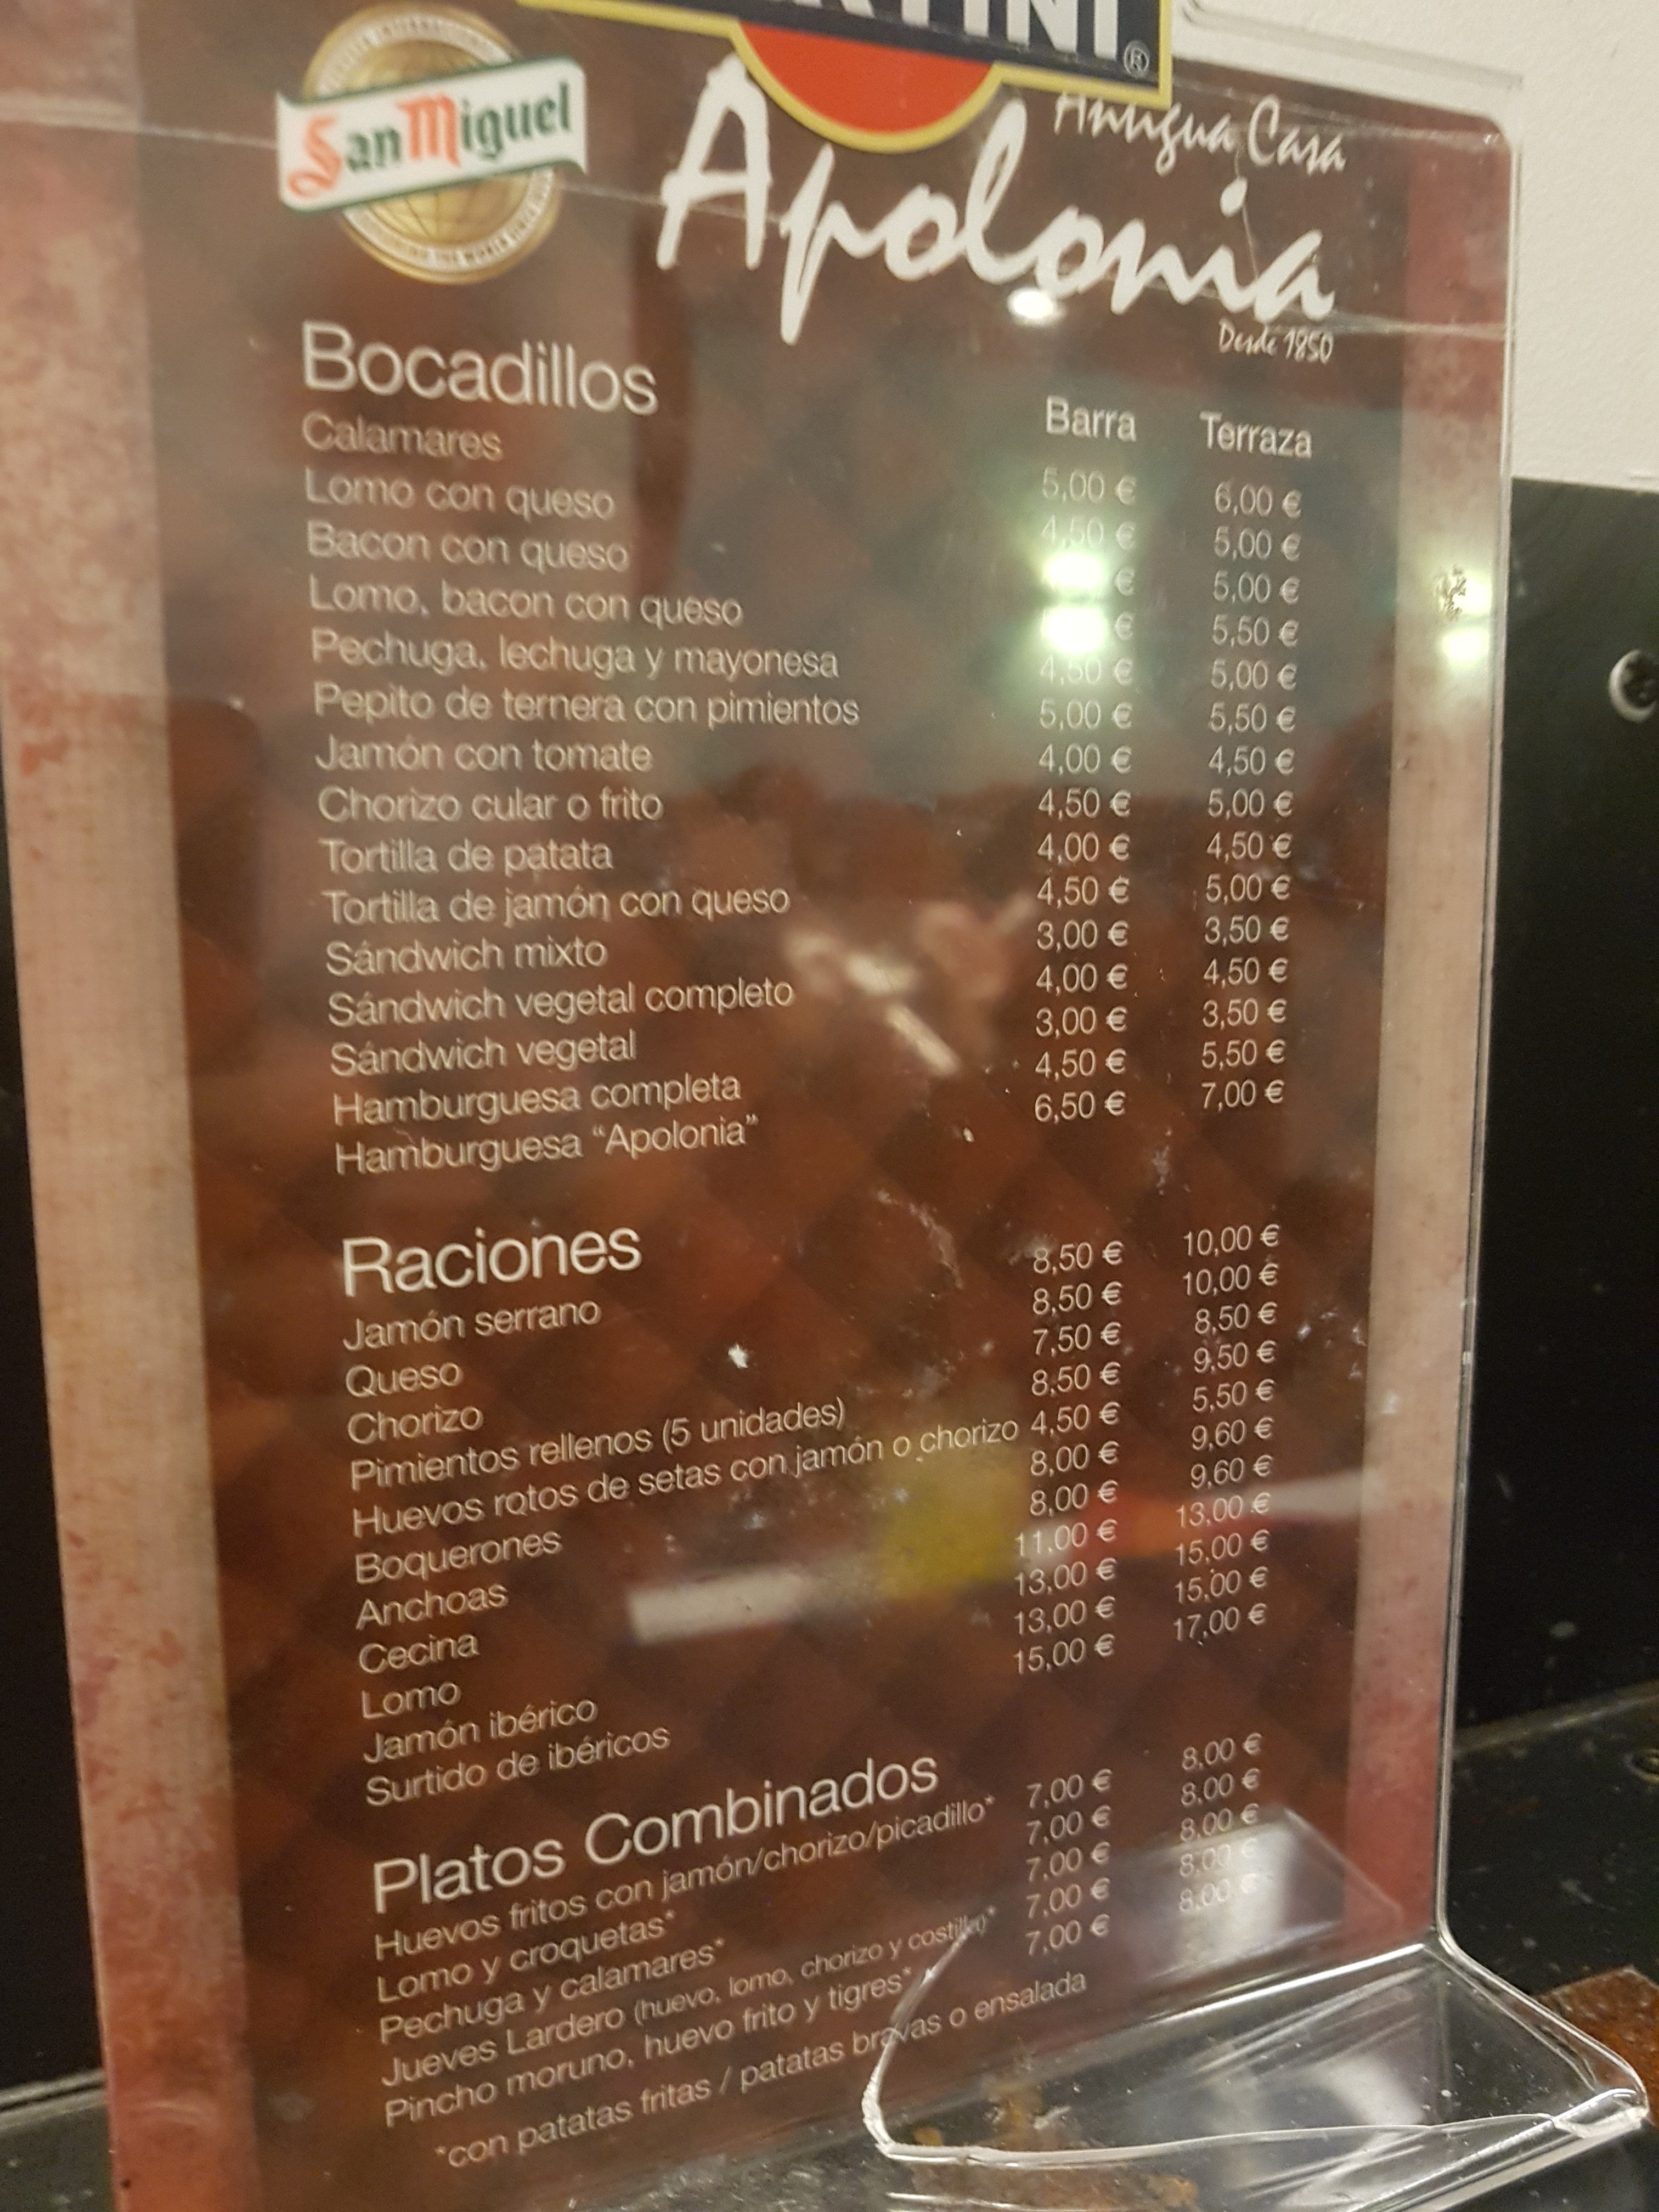 San Miguel
Antigua Casa
Apolonia
Desde 1850
Bocadillos Barra Terraza
Calamares 5,00 € 6,00 €
Lomo con queso 4,50 € 5,00 €
Bacon con queso € 5,00 €
Lomo, bacon con queso € 5,50 €
Pechuga, lechuga y mayonesa 4,50 € 5,00 €
Pepito de ternera con pimientos 5,00 € 5,50 €
Jamón con tomate 4,00 € 4,50 €
Chorizo cular o frito 4,50 € 5,00 €
Tortilla de patata 4,00 € 4,50 €
Tortilla de jamón con queso 4,50 € 5,00 €
Sándwich mixto 3,00 € 3,50 €
Sándwich vegetal completo 4,00 € 4,50 €
Sándwich vegetal 3,00 € 3,50 €
Hamburguesa completa 4,50 € 5,50 €
Hamburguesa “Apolonia” 6,50 € 7,00 €
Raciones
Jamón serrano 8,50 € 10,00 €
Queso 8,50 € 10,00 €
Chorizo 7,50 € 8,50 €
Pimientos rellenos (5 unidades) 8,50 € 9,50 €
Huevos rotos de setas con jamón o chorizo 4,50 € 5,50 €
Boquerones 8,00 € 9,60 €
Anchoas 8,00 € 9,60 €
Cecina 11,00 € 13,00 €
Lomo 13,00 € 15,00 €
Jamón ibérico 13,00 € 15,00 €
Surtido de ibéricos 15,00 € 17,00 €
Platos Combinados
Huevos fritos con jamón/chorizo/picadillo* 7,00 € 8,00 €
Lomo y croquetas* 7,00 € 8,00 €
Pechuga y calamares* 7,00 € 8,00 €
Jueves Lardero (huevo, lomo, chorizo y costilla)* 7,00 € 8,00 €
Pincho moruno, huevo frito y tigres* 7,00 € 8,00 €
*con patatas fritas / patatas bravas o ensalada